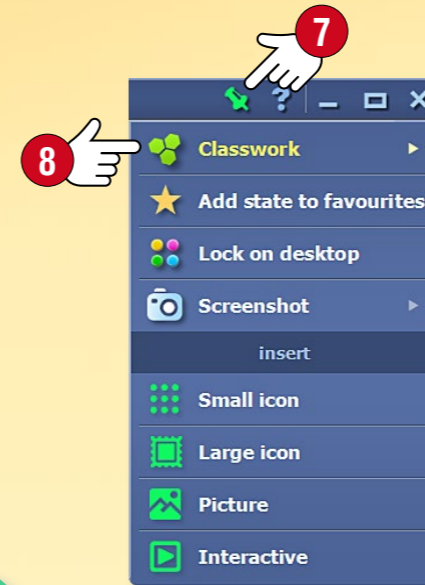 7
?
8
Classwork
Add state to favourites
Lock on desktop
Screenshot
insert
Small icon
Large icon
Picture
Interactive